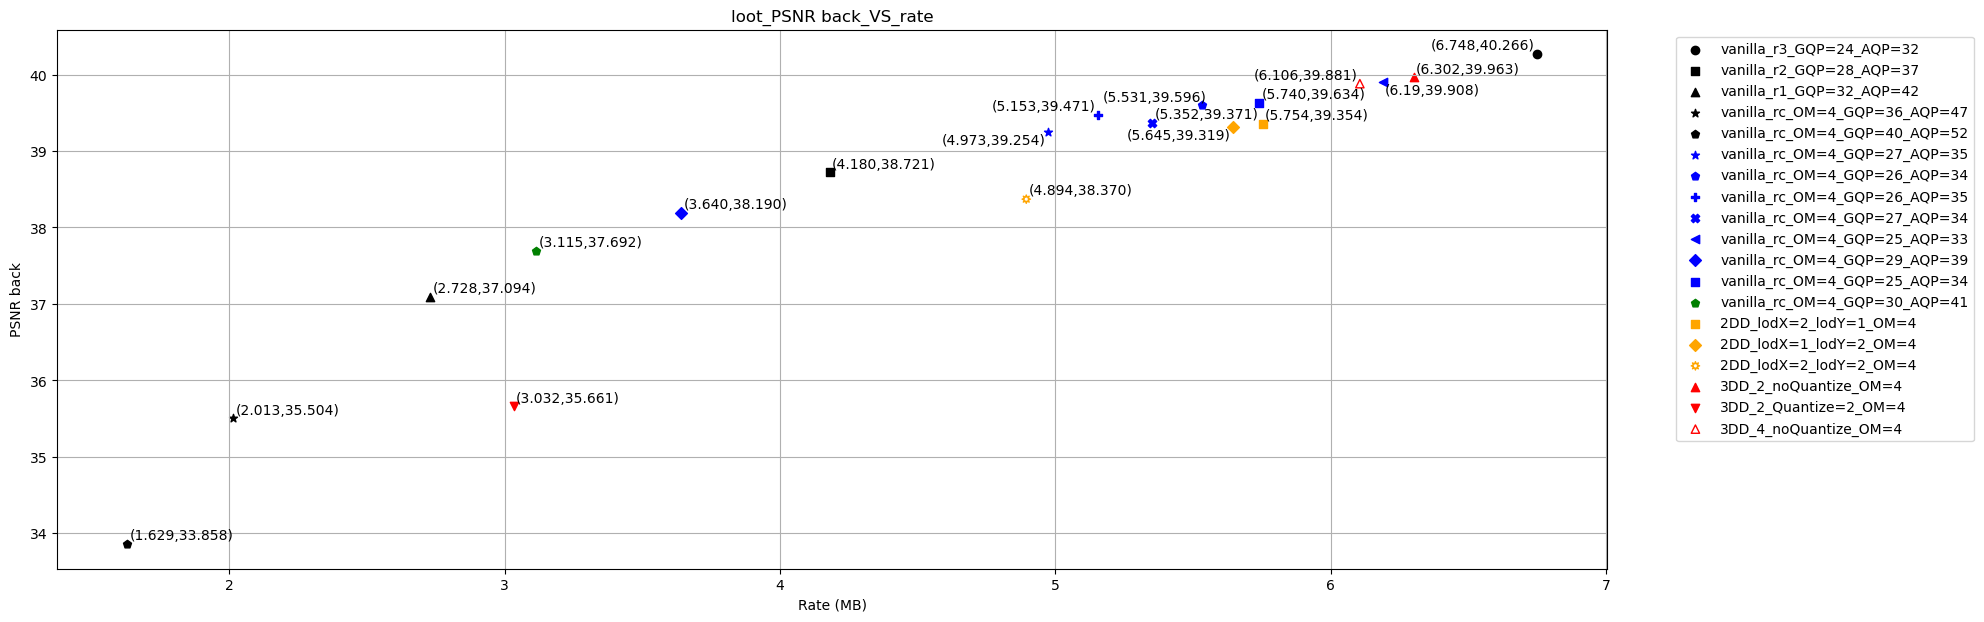 loot_PSNR back_VS_rate
(6.748,40.266)
(6.106,39.881)
(6.302,39.963)
(6.19,39.908)
(5.531,39.596)
(5.740,39.634)
(5.153,39.471)
(5.352,39.371)
(5.754,39.354)
(5.645,39.319)
(4.973,39.254)
(4.180,38.721)
(4.894,38.370)
(3.640,38.190)
(3.115,37.692)
(2.728,37.094)
(3.032,35.661)
(2.013,35.504)
(1.629,33.858)
40
39
38
37
36
35
34
PSNR back
2 3 4 5 6 7
Rate (MB)
vanilla_r3_GQP=24_AQP=32
vanilla_r2_GQP=28_AQP=37
vanilla_r1_GQP=32_AQP=42
vanilla_rc_OM=4_GQP=36_AQP=47
vanilla_rc_OM=4_GQP=40_AQP=52
vanilla_rc_OM=4_GQP=27_AQP=35
vanilla_rc_OM=4_GQP=26_AQP=34
vanilla_rc_OM=4_GQP=26_AQP=35
vanilla_rc_OM=4_GQP=27_AQP=34
vanilla_rc_OM=4_GQP=25_AQP=33
vanilla_rc_OM=4_GQP=29_AQP=39
vanilla_rc_OM=4_GQP=25_AQP=34
vanilla_rc_OM=4_GQP=30_AQP=41
2DD_lodX=2_lodY=1_OM=4
2DD_lodX=1_lodY=2_OM=4
2DD_lodX=2_lodY=2_OM=4
3DD_2_noQuantize_OM=4
3DD_2_Quantize=2_OM=4
3DD_4_noQuantize_OM=4